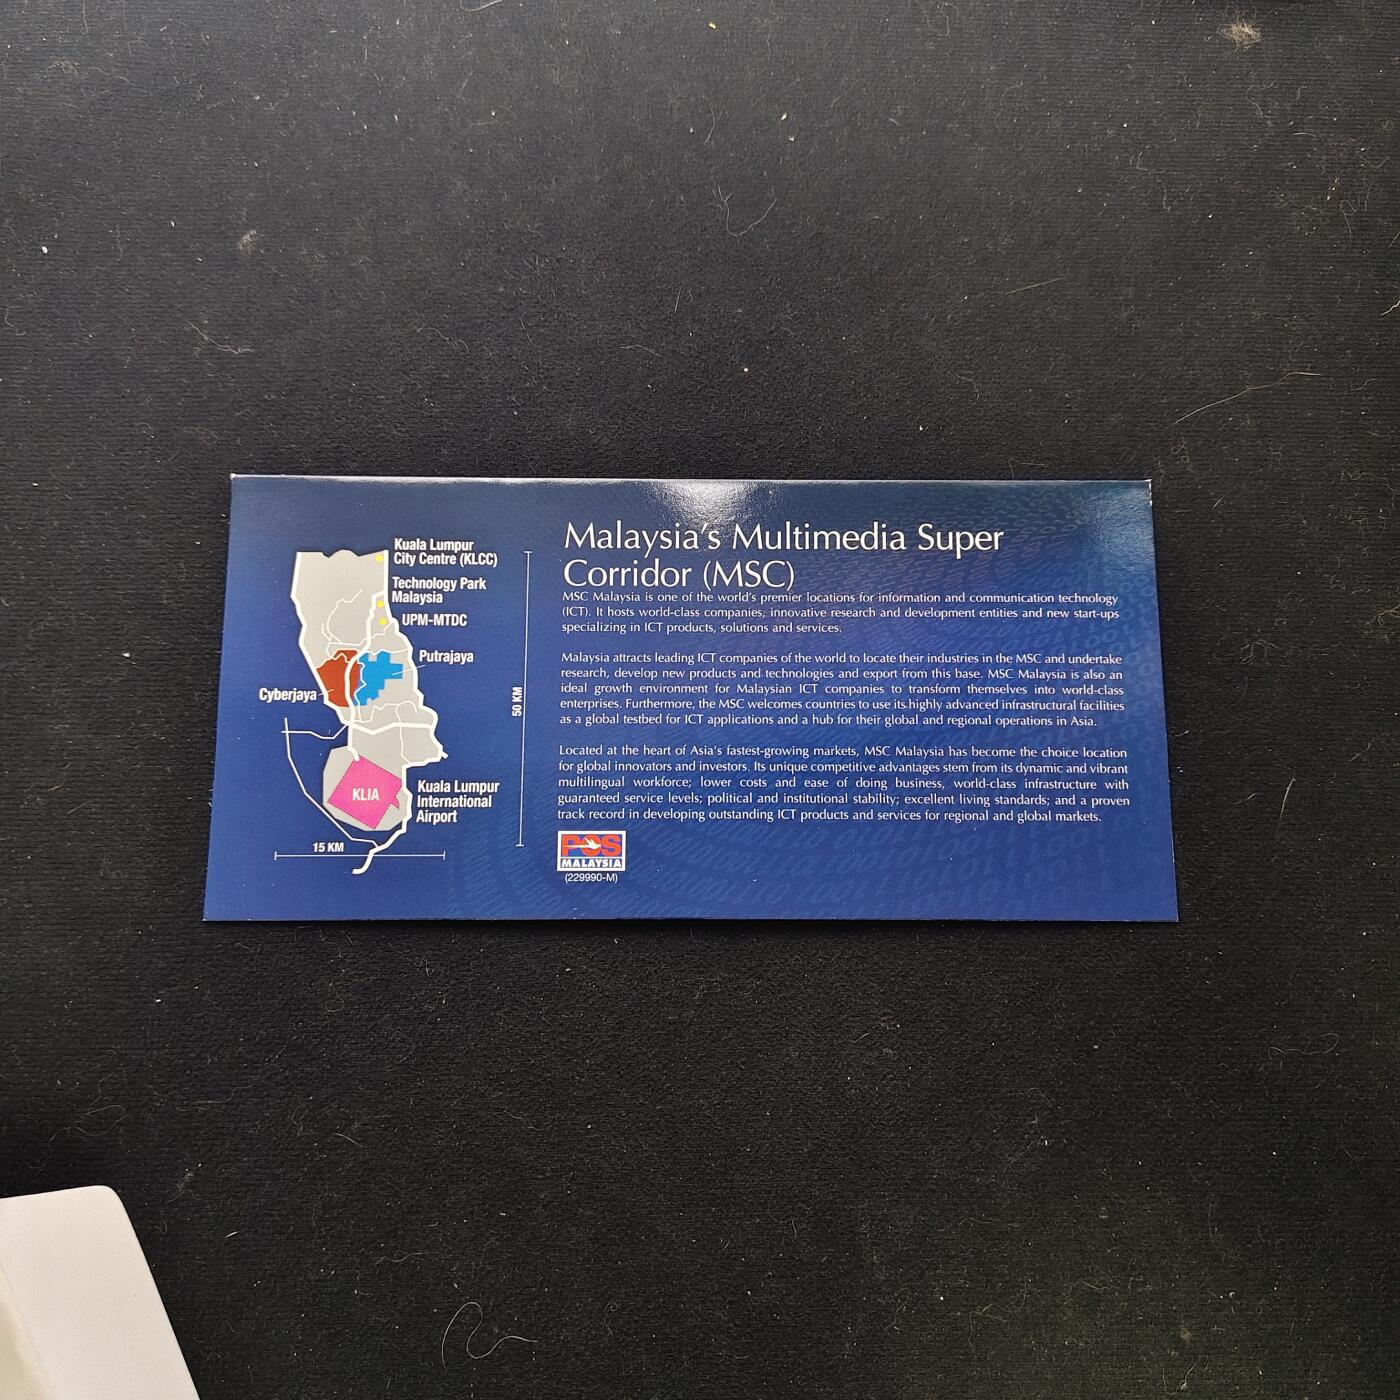 Kuala Lumpur
City Centre (KLCC)
Technology Park
Malaysia
UPM-MTDC
Putrajaya
Cyberjaya
50 KM
KLIA
Kuala Lumpur
International
Airport
15 KM
Malaysia's Multimedia Super
Corridor (MSC)
MSC Malaysia is one of the world's premier locations for information and communication technology
(ICT). It hosts world-class companies, innovative research and development entities and new start-ups
specializing in ICT products, solutions and services.
Malaysia attracts leading ICT companies of the world to locate their industries in the MSC and undertake
research, develop new products and technologies and export from this base. MSC Malaysia is also an
ideal growth environment for Malaysian ICT companies to transform themselves into world-class
enterprises. Furthermore, the MSC welcomes countries to use its highly advanced infrastructural facilities
as a global testbed for ICT applications and a hub for their global and regional operations in Asia.
Located at the heart of Asia's fastest-growing markets, MSC Malaysia has become the choice location
for global innovators and investors. Its unique competitive advantages stem from its dynamic and vibrant
multilingual workforce; lower costs and ease of doing business, world-class infrastructure with
guaranteed service levels; political and institutional stability; excellent living standards; and a proven
track record in developing outstanding ICT products and services for regional and global markets.
POS
MALAYSIA
(229990-M)